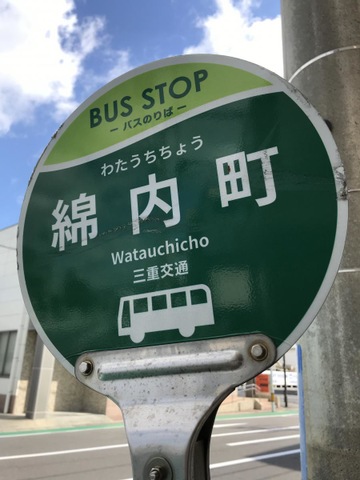 BUS STOP
ーバスのりばー
わたうちちょう
綿内町
Watauchicho
三重交通